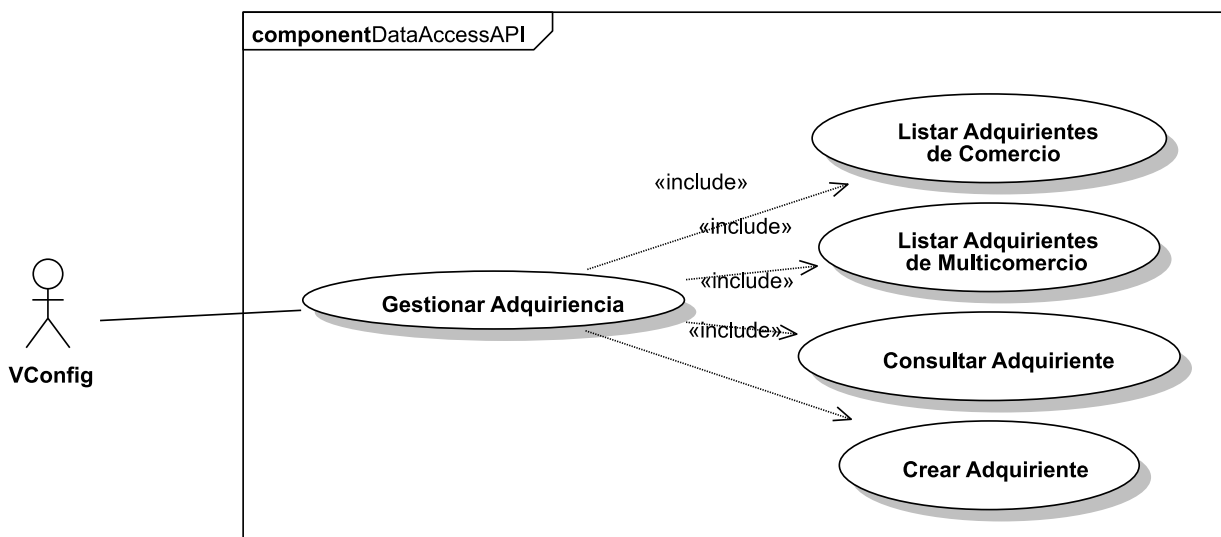 componentDataAccessAPI
Listar Adquirientes
de Comercio
«include»
«include»
Listar Adquirientes
de Multicomercio
«include»
Gestionar Adquiriencia
«include»
Consultar Adquiriente
VConfig
Crear Adquiriente